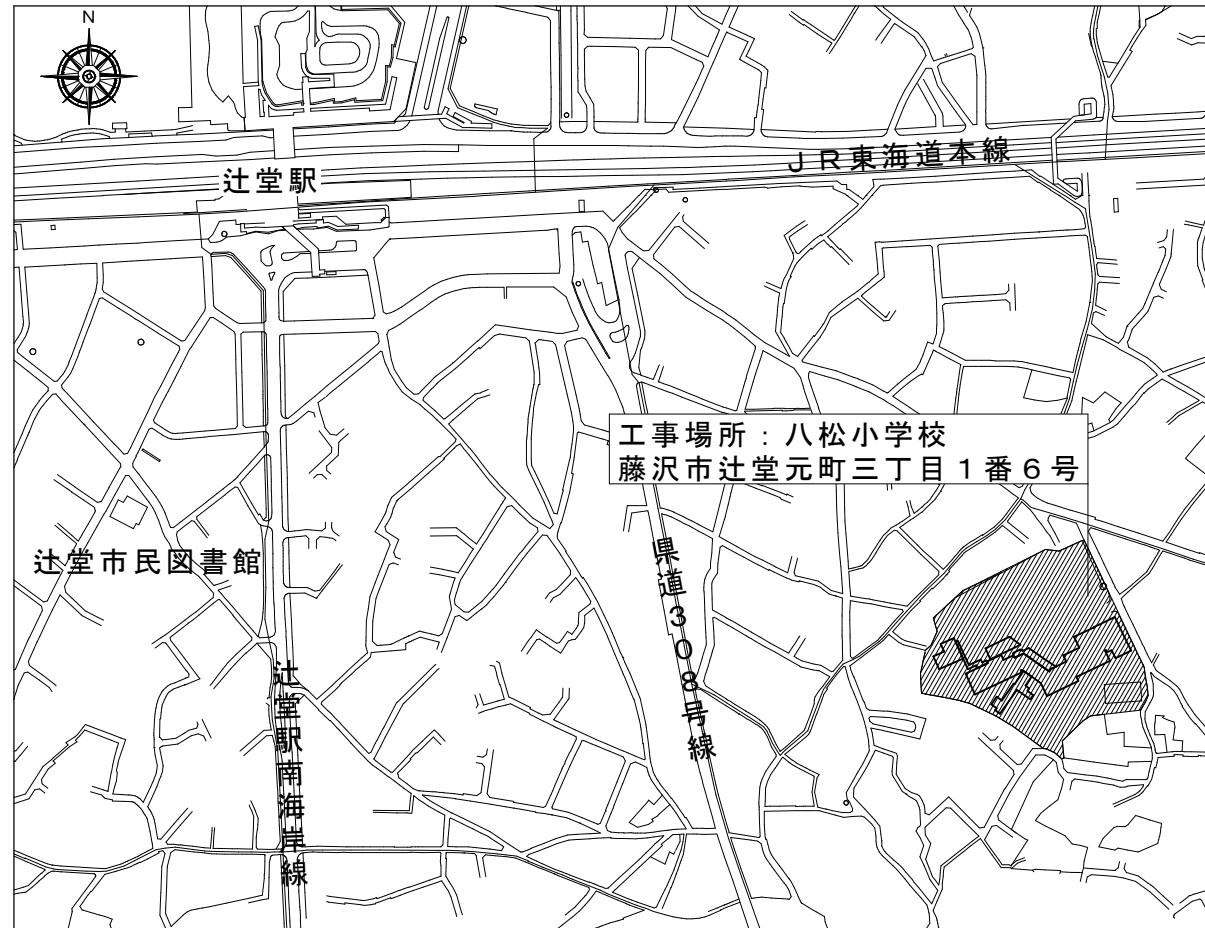 N
JR東海道本線
辻堂駅
工事場所：八松小学校
藤沢市辻堂元町三丁目1番6号
辻堂市民図書館
県道308号線
辻堂駅南海岸線